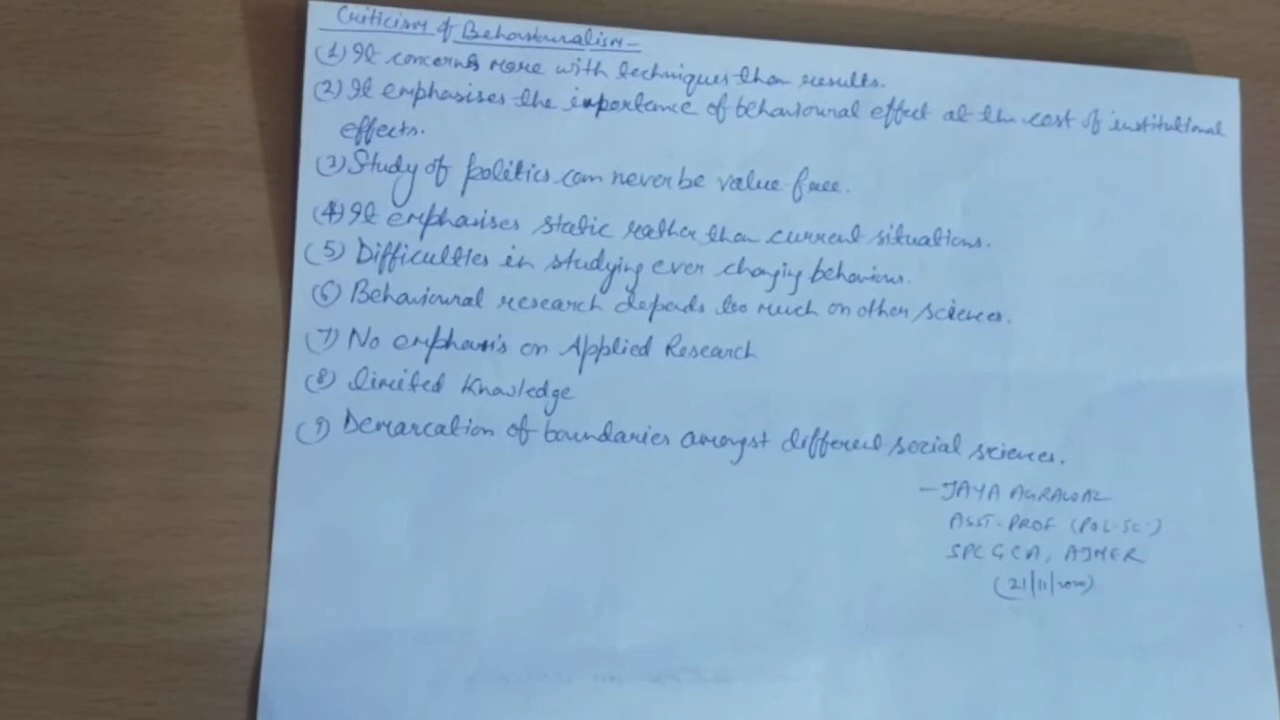 Criticism of Behaviouralism-
(1) It concerns more with techniques than results.
(2) It emphasises the importance of behavioural effect at the cost of institutional
effects.
(3) Study of politics can never be value free.
(4) It emphasises static rather than current situations.
(5) Difficulties in studying ever changing behaviour.
(6) Behavioural research depends too much on other sciences.
(7) No emphasis on Applied Research
(8) limited Knowledge
(9) Demarcation of boundaries amongst different social sciences.
- JAYA AGRAWAL
ASST. PROF (POL. SC.)
SPCGCA, AJMER
(21/11/2020)